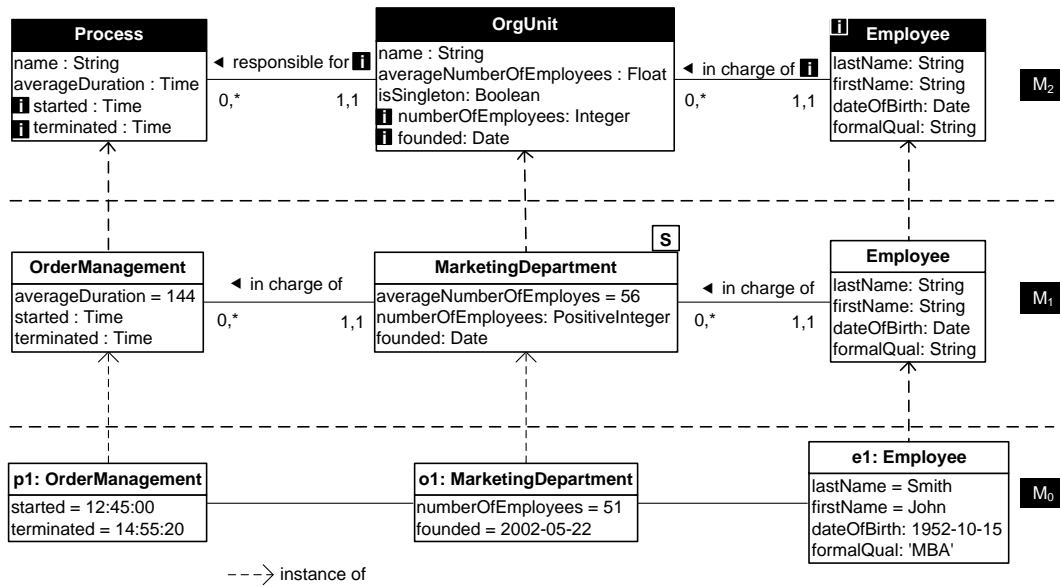 Process
name : String
averageDuration : Time
i started : Time
i terminated : Time
◄ responsible for i
0,* 1,1
OrgUnit
name : String
averageNumberOfEmployees : Float
isSingleton: Boolean
i numberOfEmployees: Integer
i founded: Date
◄ in charge of i
0,* 1,1
i Employee
lastName: String
firstName: String
dateOfBirth: Date
formalQual: String
M2
OrderManagement
averageDuration = 144
started : Time
terminated : Time
◄ in charge of
0,* 1,1
S
MarketingDepartment
averageNumberOfEmployes = 56
numberOfEmployees: PositiveInteger
founded: Date
◄ in charge of
0,* 1,1
Employee
lastName: String
firstName: String
dateOfBirth: Date
formalQual: String
M1
p1: OrderManagement
started = 12:45:00
terminated = 14:55:20
o1: MarketingDepartment
numberOfEmployees = 51
founded = 2002-05-22
e1: Employee
lastName = Smith
firstName = John
dateOfBirth: 1952-10-15
formalQual: 'MBA'
M0
instance of